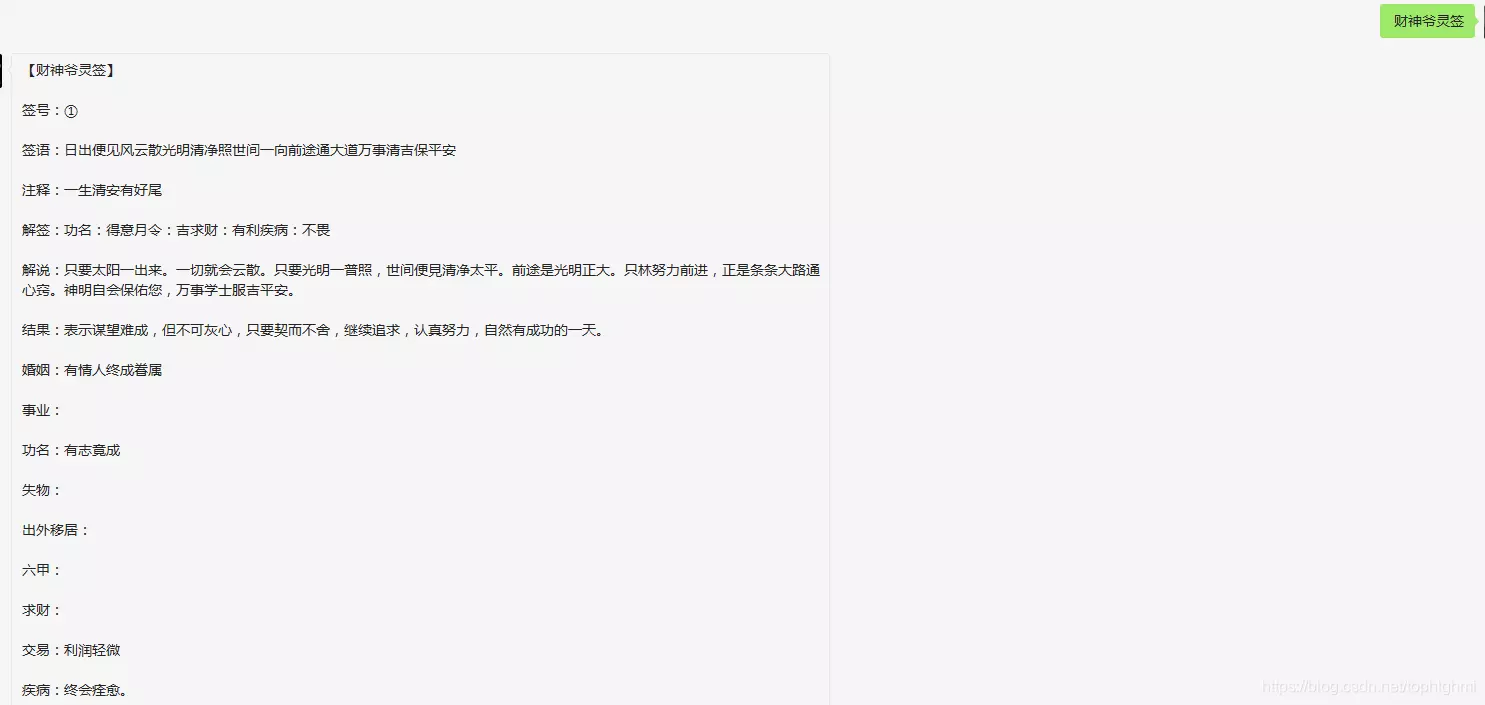 财神爷灵签
【财神爷灵签】
签号：①
签语：日出便见风云散光明清净照世间一向前途通大道万事清吉保平安
注释：一生清安有好尾
解签：功名：得意月令：吉求财：有利疾病：不畏
解说：只要太阳一出来。一切就会云散。只要光明一普照，世间便見清净太平。前途是光明正大。只林努力前进，正是条条大路通
心窍。神明自会保佑您，万事学士服吉平安。
结果：表示谋望难成，但不可灰心，只要契而不舍，继续追求，认真努力，自然有成功的一天。
婚姻：有情人终成眷属
事业：
功名：有志竟成
失物：
出外移居：
六甲：
求财：
交易：利润轻微
疾病：终会痊愈。
https://blog.csdn.net/tophighmi